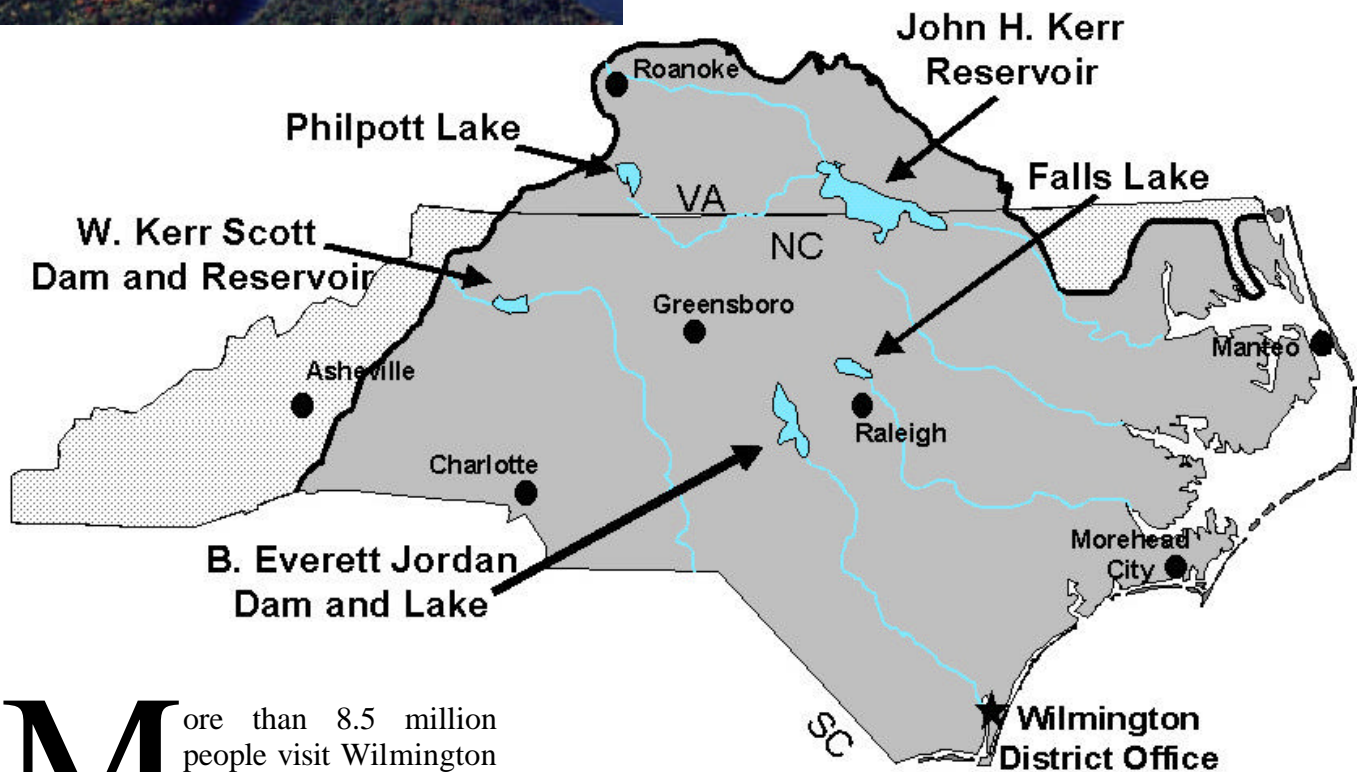 John H. Kerr
Reservoir
Roanoke
Philpott Lake
Falls Lake
VA
W. Kerr Scott
Dam and Reservoir
NC
Greensboro
Manteo
Asheville
Raleigh
Charlotte
B. Everett Jordan
Dam and Lake
Morehead
City
SC
Wilmington
District Office
More than 8.5 million
people visit Wilmington